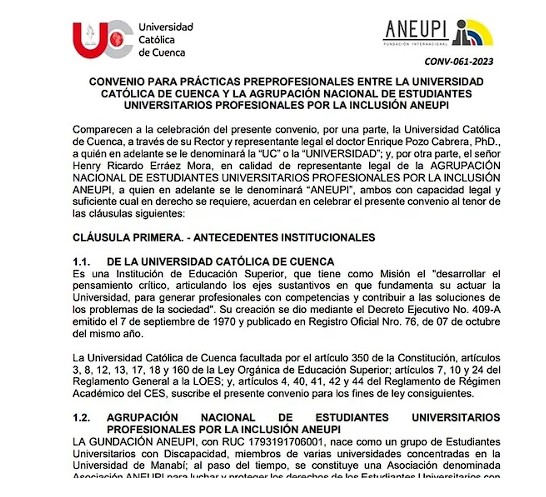 Universidad
Católica
de Cuenca
ANEUPI
FUNDACIÓN INTERNACIONAL
CONV-061-2023
CONVENIO PARA PRÁCTICAS PREPROFESIONALES ENTRE LA UNIVERSIDAD
CATÓLICA DE CUENCA Y LA AGRUPACIÓN NACIONAL DE ESTUDIANTES
UNIVERSITARIOS PROFESIONALES POR LA INCLUSIÓN ANEUPI
Comparecen a la celebración del presente convenio, por una parte, la Universidad Católica
de Cuenca, a través de su Rector y representante legal el doctor Enrique Pozo Cabrera, PhD.,
a quién en adelante se le denominará la "UC" o la "UNIVERSIDAD"; y, por otra parte, el señor
Henry Ricardo Erráez Mora, en calidad de representante legal de la AGRUPACIÓN
NACIONAL DE ESTUDIANTES UNIVERSITARIOS PROFESIONALES POR LA INCLUSIÓN
ANEUPI, a quien en adelante se le denominará "ANEUPI", ambos con capacidad legal y
suficiente cual en derecho se requiere, acuerdan en celebrar el presente convenio al tenor de
las cláusulas siguientes:
CLÁUSULA PRIMERA. - ANTECEDENTES INSTITUCIONALES
1.1. DE LA UNIVERSIDAD CATÓLICA DE CUENCA
Es una Institución de Educación Superior, que tiene como Misión el "desarrollar el
pensamiento crítico, articulando los ejes sustantivos en que fundamenta su actuar la
Universidad, para generar profesionales con competencias y contribuir a las soluciones de
los problemas de la sociedad". Su creación se dio mediante el Decreto Ejecutivo No. 409-A
emitido el 7 de septiembre de 1970 y publicado en Registro Oficial Nro. 76, de 07 de octubre
del mismo año.
La Universidad Católica de Cuenca facultada por el artículo 350 de la Constitución, artículos
3, 8, 12, 13, 17, 18 y 160 de la Ley Orgánica de Educación Superior; artículos 7, 10 y 24 del
Reglamento General a la LOES; y, artículos 4, 40, 41, 42 y 44 del Reglamento de Régimen
Académico del CES, suscribe el presente convenio para los fines de ley consiguientes.
1.2. AGRUPACIÓN NACIONAL DE ESTUDIANTES UNIVERSITARIOS
PROFESIONALES POR LA INCLUSIÓN ANEUPI
LA GUNDACIÓN ANEUPI, con RUC 1793191706001, nace como un grupo de Estudiantes
Universitarios con Discapacidad, miembros de varias universidades concentradas en la
Universidad de Manabí; al paso del tiempo, se constituye una Asociación denominada
Asociación ANEUPI para luchar y proteger los derechos de los Estudiantes Universitarios con